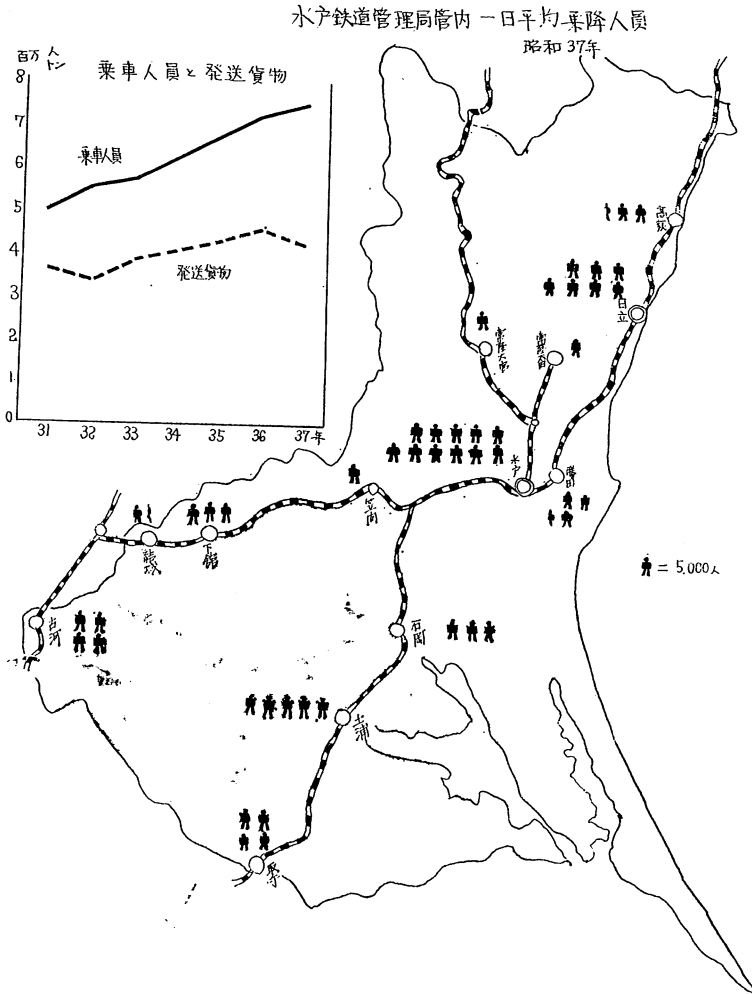 水戸鉄道管理局管内 一日平均乗降人員
昭和37年
百万 人
トン
乗車人員と発送貨物
8
7
6
5
4
3
2
1
0
乗車人員
発送貨物
31 32 33 34 35 36 37年
高萩
日立
常陸大宮
常陸太田
水戸
勝田
笠間
下館
古河
石岡
土浦
取手
= 5,000人